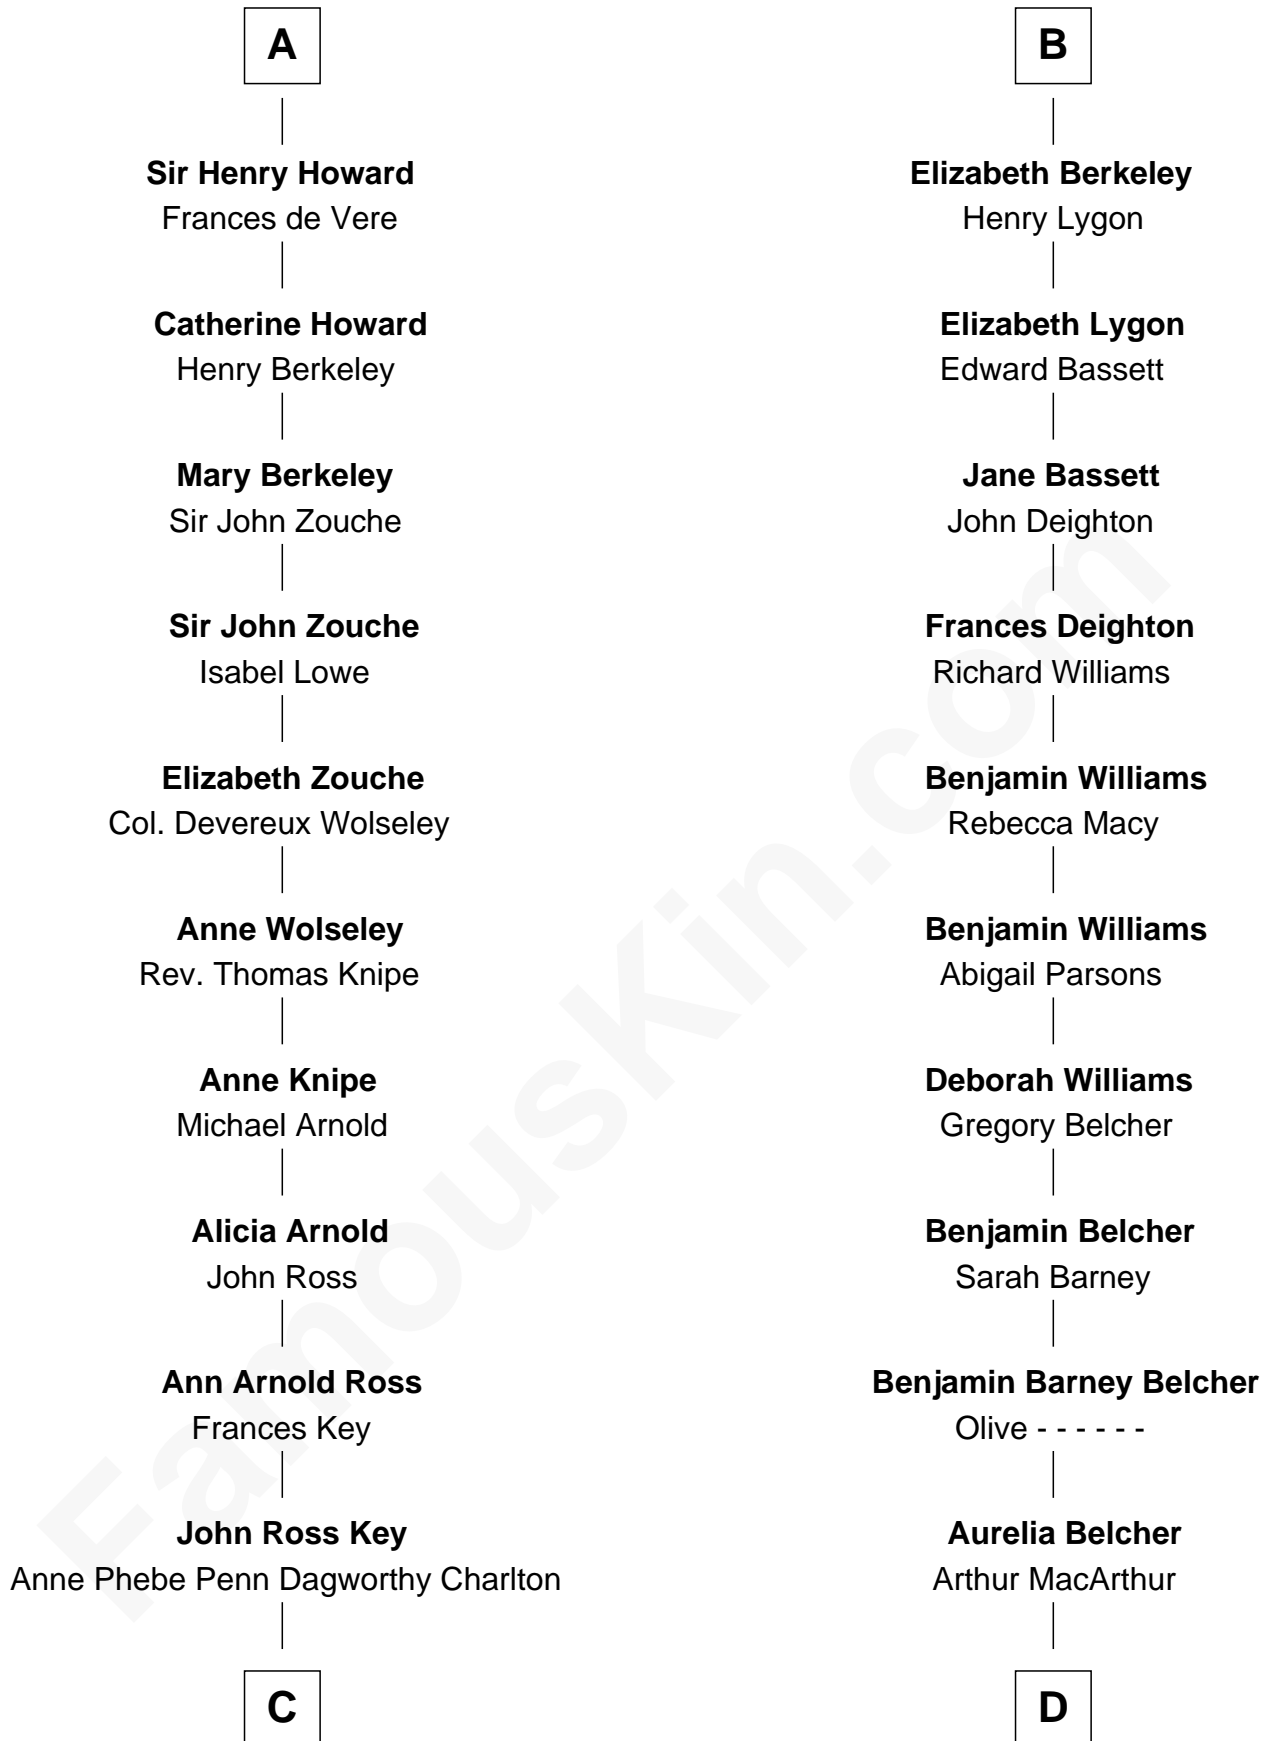 A
Sir Henry Howard
Frances de Vere
Catherine Howard
Henry Berkeley
Mary Berkeley
Sir John Zouche
Sir John Zouche
Isabel Lowe
Elizabeth Zouche
Col. Devereux Wolseley
Anne Wolseley
Rev. Thomas Knipe
Anne Knipe
Michael Arnold
Alicia Arnold
John Ross
Ann Arnold Ross
Frances Key
John Ross Key
Anne Phebe Penn Dagworthy Charlton
C
B
Elizabeth Berkeley
Henry Lygon
Elizabeth Lygon
Edward Bassett
Jane Bassett
John Deighton
Frances Deighton
Richard Williams
Benjamin Williams
Rebecca Macy
Benjamin Williams
Abigail Parsons
Deborah Williams
Gregory Belcher
Benjamin Belcher
Sarah Barney
Benjamin Barney Belcher
Olive - - - - - -
Aurelia Belcher
Arthur MacArthur
D
FamousKin.com